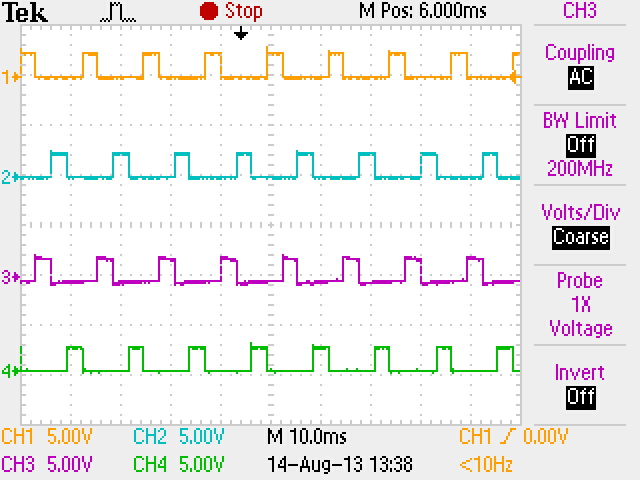 Tek Stop M Pos: 6.000ms CH3
Coupling
AC
1
BW Limit
Off
200MHz
2
Volts/Div
Coarse
3
Probe
1X
Voltage
4
Invert
Off
CH1 5.00V CH2 5.00V M 10.0ms CH1 0.00V
CH3 5.00V CH4 5.00V 14-Aug-13 13:38 <10Hz